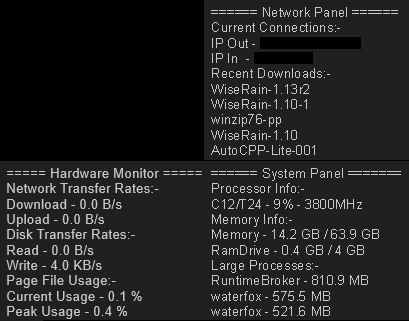 ====== Network Panel ======
Current Connections:-
IP Out -
IP In -
Recent Downloads:-
WiseRain-1.13r2
WiseRain-1.10-1
winzip76-pp
WiseRain-1.10
AutoCPP-Lite-001
===== Hardware Monitor =====
Network Transfer Rates:-
Download - 0.0 B/s
Upload - 0.0 B/s
Disk Transfer Rates:-
Read - 0.0 B/s
Write - 4.0 KB/s
Page File Usage:-
Current Usage - 0.1 %
Peak Usage - 0.4 %
====== System Panel =======
Processor Info:-
C12/T24 - 9% - 3800MHz
Memory Info:-
Memory - 14.2 GB / 63.9 GB
RamDrive - 0.4 GB / 4 GB
Large Processes:-
RuntimeBroker - 810.9 MB
waterfox - 575.5 MB
waterfox - 521.6 MB